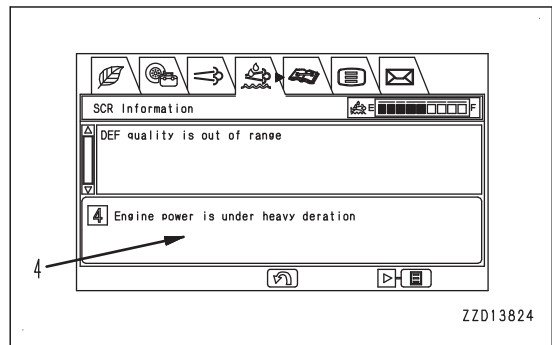 SCR Information
E
F
DEF quality is out of range
4 Engine power is under heavy deration
4
ZZD13824